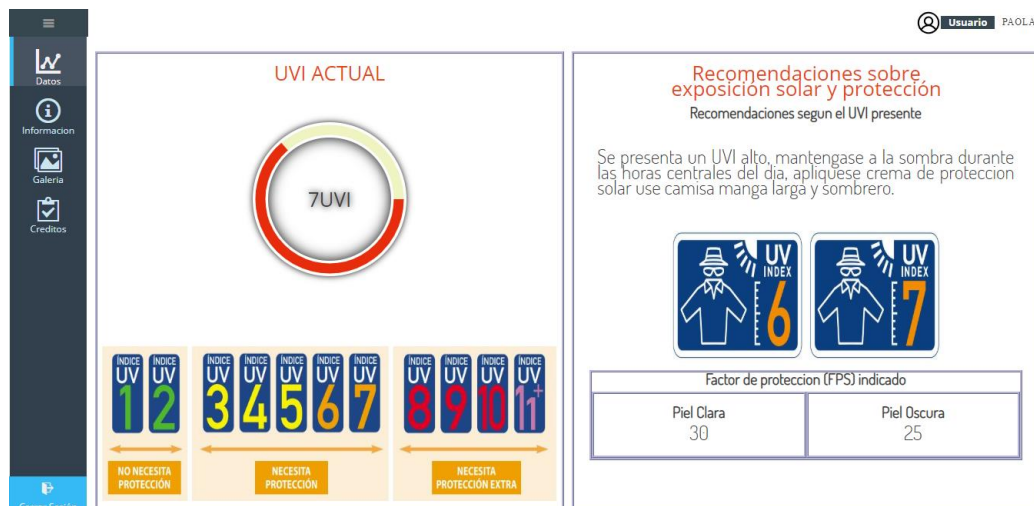 Usuario PAOLA
Datos
Informacion
Galeria
Creditos
UVI ACTUAL
7UVI
ÍNDICE UV 1
ÍNDICE UV 2
ÍNDICE UV 3
ÍNDICE UV 4
ÍNDICE UV 5
ÍNDICE UV 6
ÍNDICE UV 7
ÍNDICE UV 8
ÍNDICE UV 9
ÍNDICE UV 10
ÍNDICE UV 11+
NO NECESITA
PROTECCIÓN
NECESITA
PROTECCIÓN
NECESITA
PROTECCIÓN EXTRA
Recomendaciones sobre
exposición solar y protección
Recomendaciones segun el UVI presente
Se presenta un UVI alto, mantengase a la sombra durante
las horas centrales del dia, apliquese crema de proteccion
solar use camisa manga larga y sombrero.
UV
INDEX
6
UV
INDEX
7
Factor de proteccion (FPS) indicado
Piel Clara
30
Piel Oscura
25